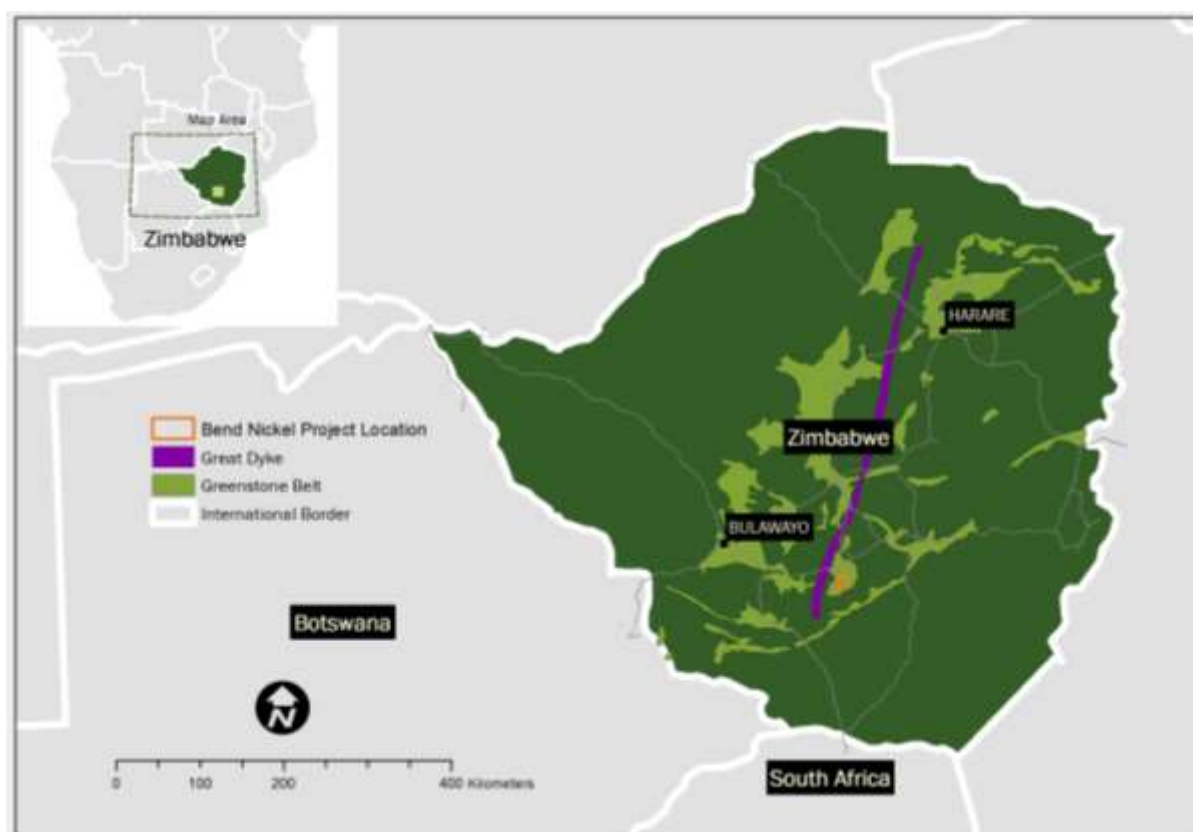 Map Area
Zimbabwe
HARARE
Zimbabwe
BULAWAYO
Bend Nickel Project Location
Great Dyke
Greenstone Belt
International Border
Botswana
N
0 100 200 400 Kilometers
South Africa